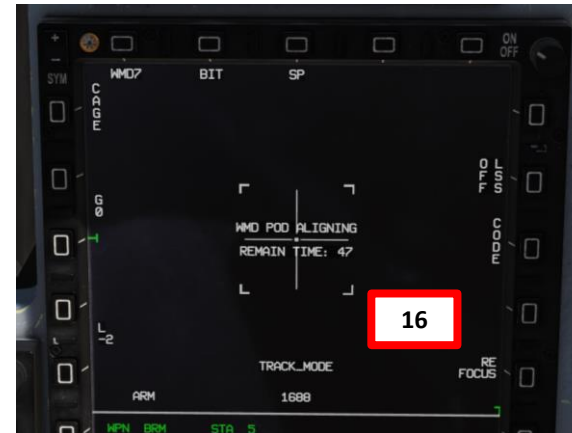 + ON
- OFF
SYM
WMD7 BIT SP
CAGE
OFF LSS
G0
WMD POD ALIGNING
REMAIN TIME: 47
CODE
16
L
-2
TRACK_MODE
RE
FOCUS
ARM 1688
WPN BRM STA 5